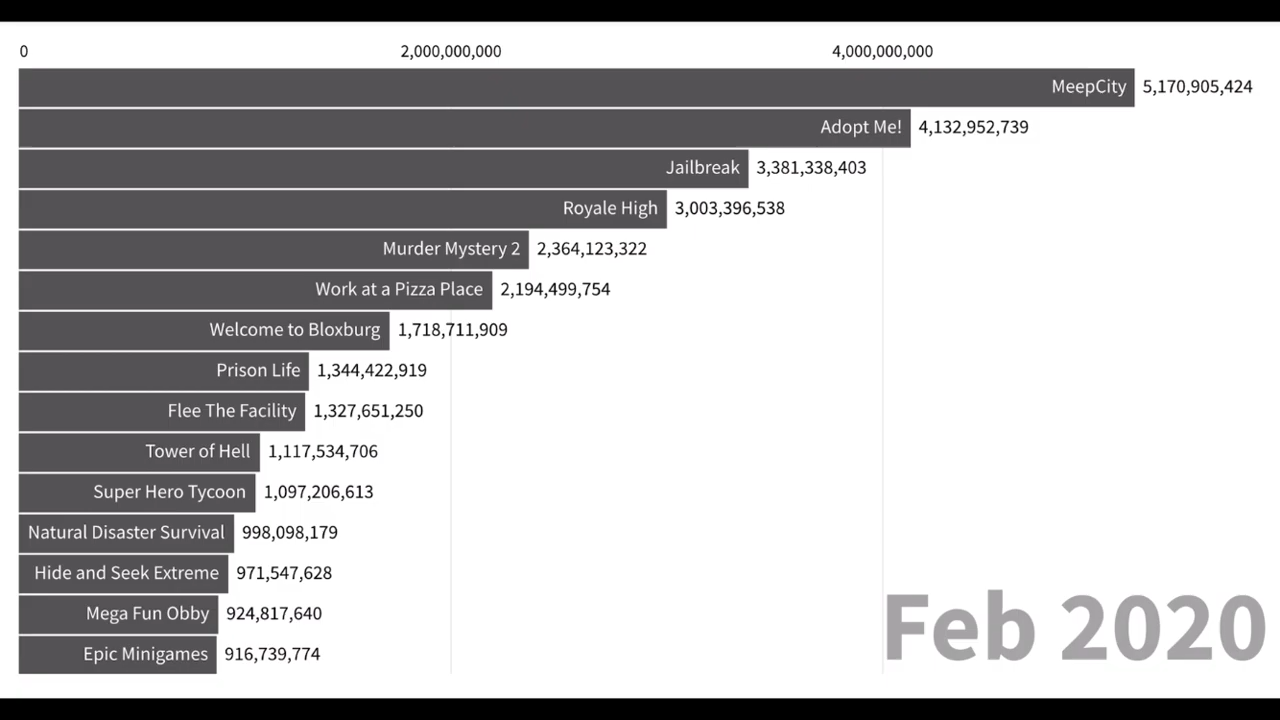 0 2,000,000,000 4,000,000,000
MeepCity 5,170,905,424
Adopt Me! 4,132,952,739
Jailbreak 3,381,338,403
Royale High 3,003,396,538
Murder Mystery 2 2,364,123,322
Work at a Pizza Place 2,194,499,754
Welcome to Bloxburg 1,718,711,909
Prison Life 1,344,422,919
Flee The Facility 1,327,651,250
Tower of Hell 1,117,534,706
Super Hero Tycoon 1,097,206,613
Natural Disaster Survival 998,098,179
Hide and Seek Extreme 971,547,628
Mega Fun Obby 924,817,640
Epic Minigames 916,739,774
Feb 2020